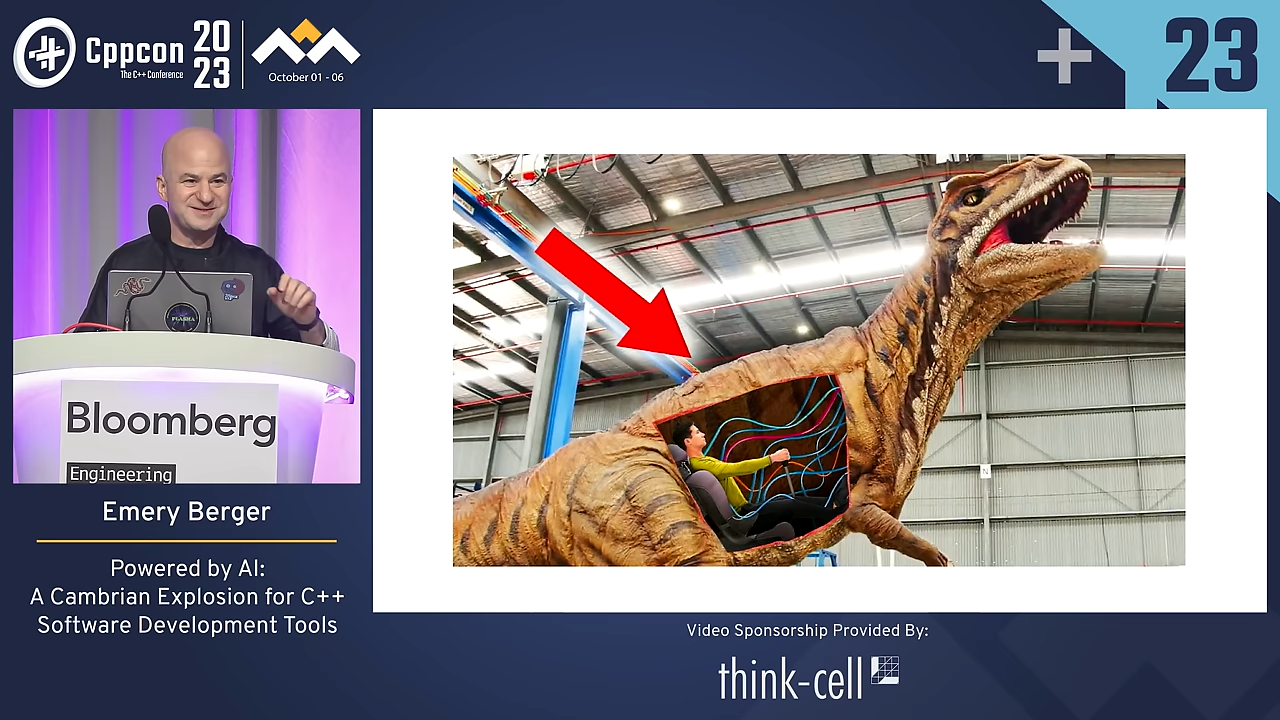 Cppcon
The C++ Conference
20
23
October 01 - 06
23
PLASMA
Bloomberg
Engineering
N
Emery Berger
Powered by AI:
A Cambrian Explosion for C++
Software Development Tools
Video Sponsorship Provided By:
think-cell